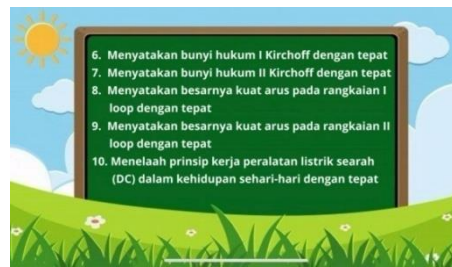 6. Menyatakan bunyi hukum I Kirchoff dengan tepat
7. Menyatakan bunyi hukum II Kirchoff dengan tepat
8. Menyatakan besarnya kuat arus pada rangkaian I
loop dengan tepat
9. Menyatakan besarnya kuat arus pada rangkaian II
loop dengan tepat
10. Menelaah prinsip kerja peralatan listrik searah
(DC) dalam kehidupan sehari-hari dengan tepat